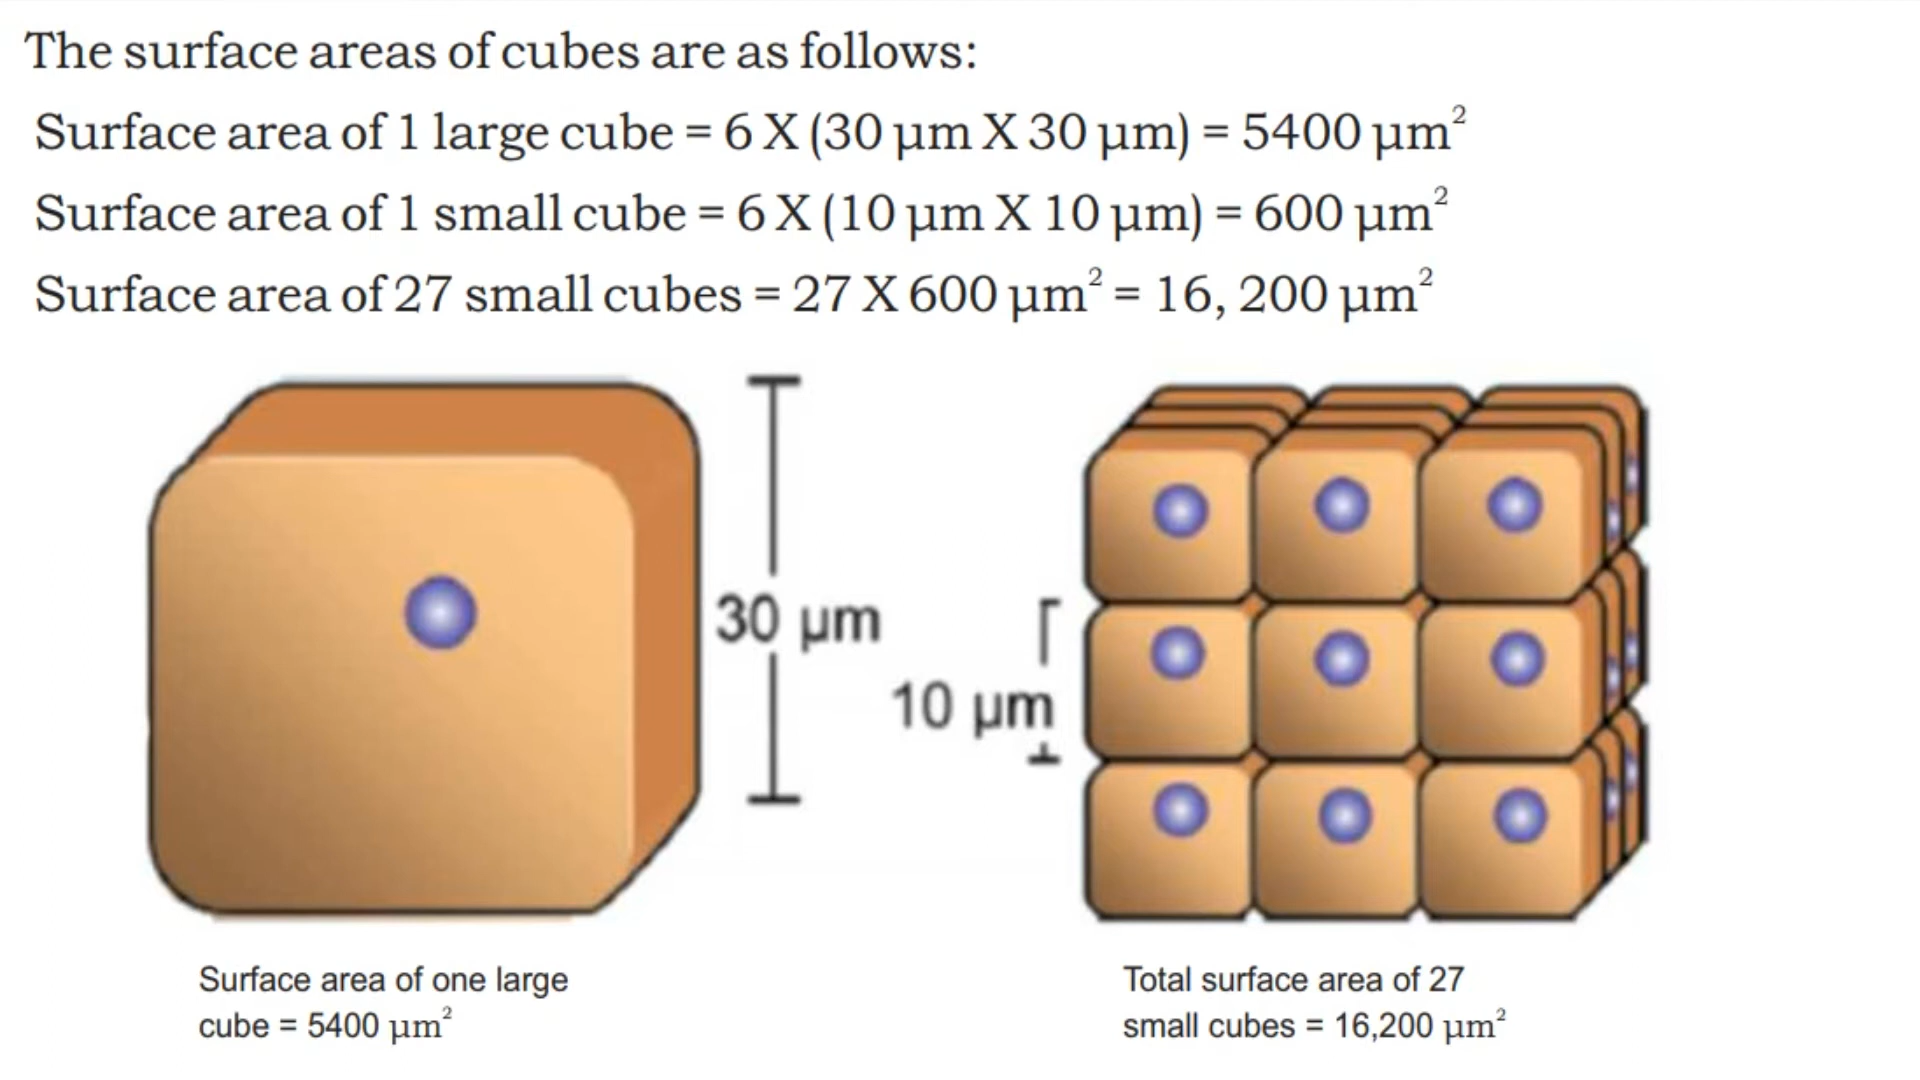 The surface areas of cubes are as follows:
Surface area of 1 large cube = 6 X (30 µm X 30 µm) = 5400 µm²
Surface area of 1 small cube = 6 X (10 µm X 10 µm) = 600 µm²
Surface area of 27 small cubes = 27 X 600 µm² = 16, 200 µm²
30 µm
10 µm
Surface area of one large
cube = 5400 µm²
Total surface area of 27
small cubes = 16,200 µm²